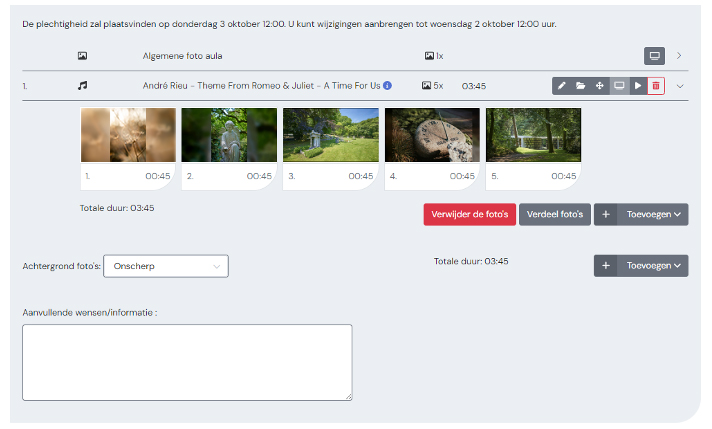 De plechtigheid zal plaatsvinden op donderdag 3 oktober 12:00. U kunt wijzigingen aanbrengen tot woensdag 2 oktober 12:00 uur.
Algemene foto aula 1x
1. André Rieu - Theme From Romeo & Juliet - A Time For Us 5x 03:45
1. 00:45 2. 00:45 3. 00:45 4. 00:45 5. 00:45
Totale duur: 03:45 Verwijder de foto's Verdeel foto's + Toevoegen
Achtergrond foto's: Onscherp Totale duur: 03:45 + Toevoegen
Aanvullende wensen/informatie :